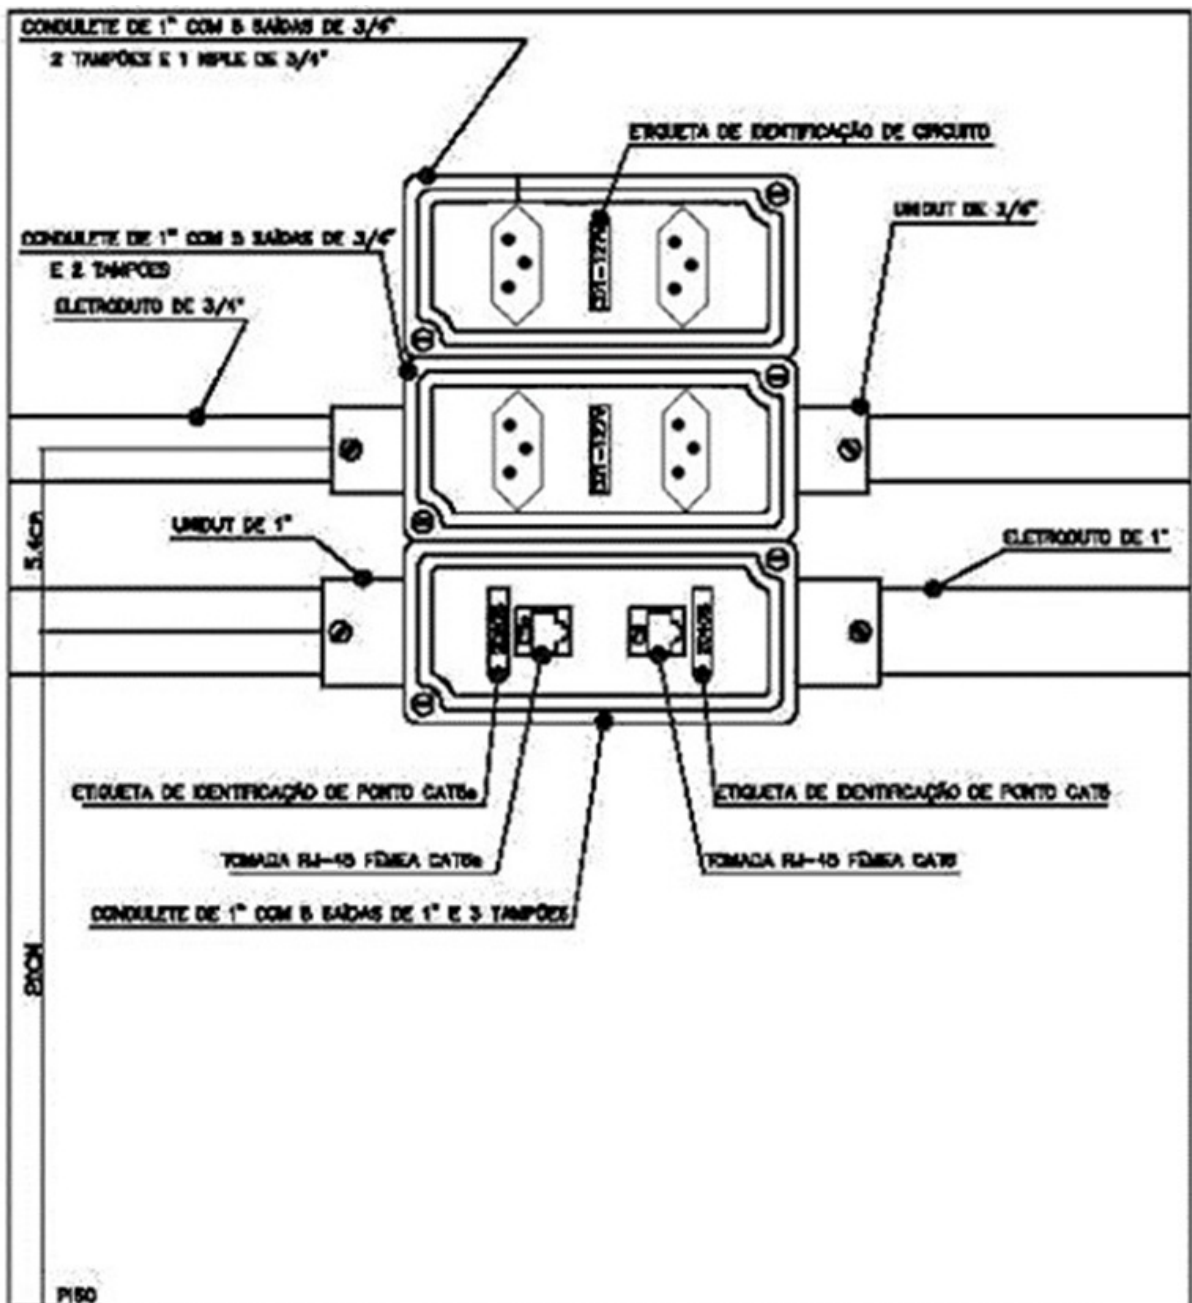 CONDULETE DE 1" COM 5 SAÍDAS DE 3/4"
2 TAMPÕES E 1 NIPLE DE 3/4"
ETIQUETA DE IDENTIFICAÇÃO DE CIRCUITO
UNIDUT DE 3/4"
CONDULETE DE 1" COM 5 SAÍDAS DE 3/4"
E 2 TAMPÕES
ELETRODUTO DE 3/4"
UNIDUT DE 1"
ELETRODUTO DE 1"
ETIQUETA DE IDENTIFICAÇÃO DE PONTO CAT5e
ETIQUETA DE IDENTIFICAÇÃO DE PONTO CAT6
TOMADA RJ-45 FÊMEA CAT5e
TOMADA RJ-45 FÊMEA CAT6
CONDULETE DE 1" COM 5 SAÍDAS DE 1" E 3 TAMPÕES
PISO